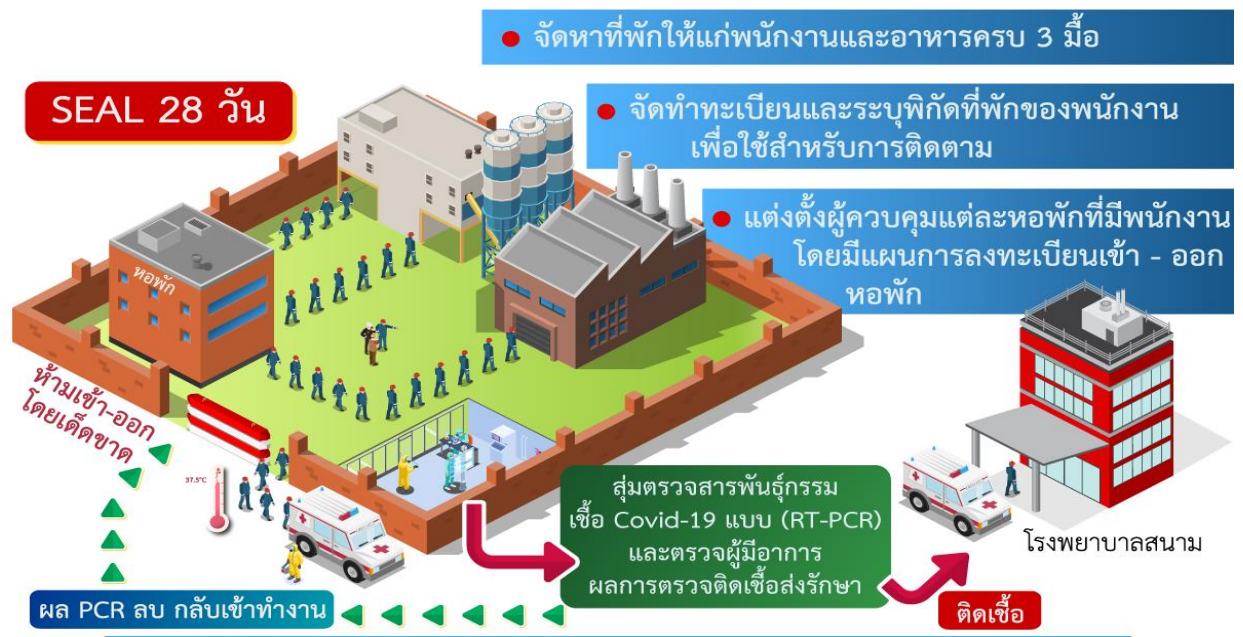 จัดหาที่พักให้แก่พนักงานและอาหารครบ 3 มื้อ
SEAL 28 วัน
จัดทำทะเบียนและระบุพิกัดที่พักของพนักงาน
เพื่อใช้สำหรับการติดตาม
แต่งตั้งผู้ควบคุมแต่ละหอพักที่มีพนักงาน
โดยมีแผนการลงทะเบียนเข้า - ออก
หอพัก
หอพัก
ห้ามเข้า-ออก
โดยเด็ดขาด
37.5°C
สุ่มตรวจสารพันธุ์กรรม
เชื้อ Covid-19 แบบ (RT-PCR)
และตรวจผู้มีอาการ
ผลการตรวจติดเชื้อส่งรักษา
โรงพยาบาลสนาม
ผล PCR ลบ กลับเข้าทำงาน
ติดเชื้อ